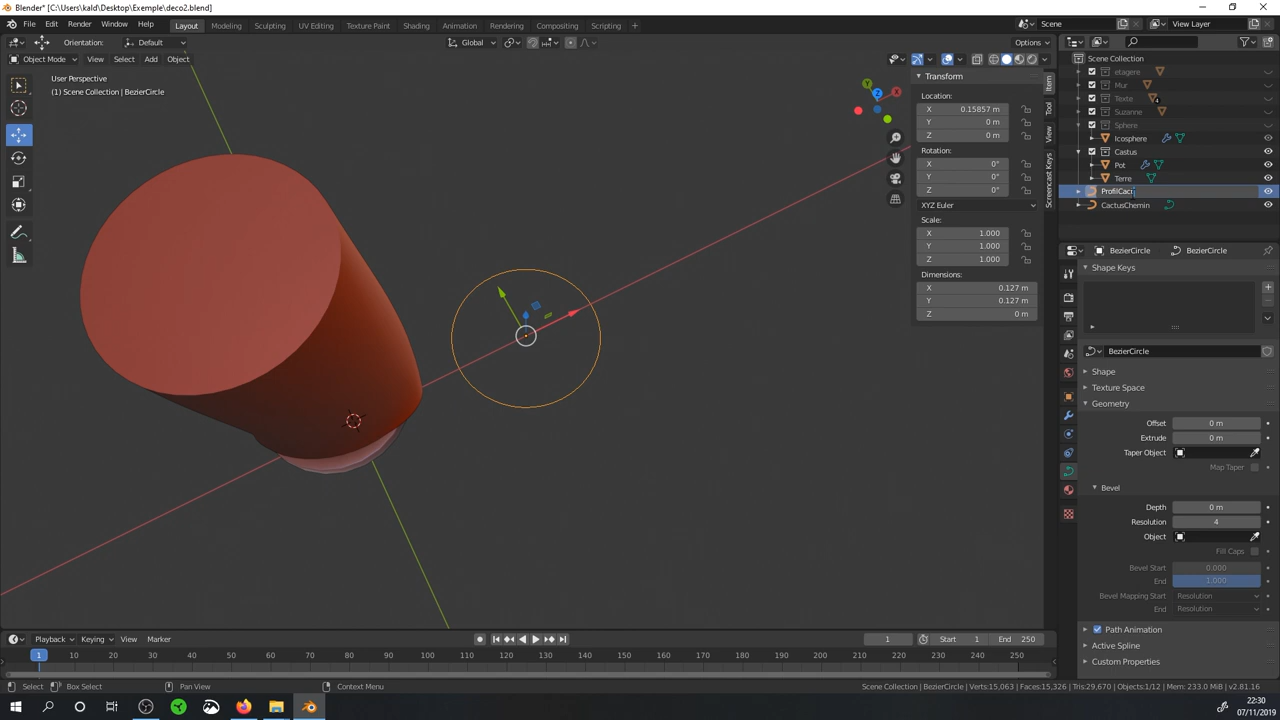 Blender* [C:\Users\kald\Desktop\Exemple\deco2.blend]
File Edit Render Window Help Layout Modeling Sculpting UV Editing Texture Paint Shading Animation Rendering Compositing Scripting + Scene View Layer
Orientation: Default Global Options
Object Mode View Select Add Object
User Perspective
(1) Scene Collection | BezierCircle
Transform
Location:
X 0.15857 m
Y 0 m
Z 0 m
Rotation:
X 0°
Y 0°
Z 0°
XYZ Euler
Scale:
X 1.000
Y 1.000
Z 1.000
Dimensions:
X 0.127 m
Y 0.127 m
Z 0 m
Item
Tool
View
Screencast Keys
X
Y
Z
Scene Collection
etagere
Mur
Texte 4
Suzanne
Sphere
Icosphere
Castus
Pot
Terre
ProfilCac
CactusChemin
BezierCircle BezierCircle
Shape Keys
BezierCircle
Shape
Texture Space
Geometry
Offset 0 m
Extrude 0 m
Taper Object
Map Taper
Bevel
Depth 0 m
Resolution 4
Object
Fill Caps
Bevel Start 0.000
End 1.000
Bevel Mapping Start Resolution
End Resolution
Path Animation
Active Spline
Custom Properties
Playback Keying View Marker 1 Start 1 End 250
1 10 20 30 40 50 60 70 80 90 100 110 120 130 140 150 160 170 180 190 200 210 220 230 240 250
Select Box Select Pan View Context Menu Scene Collection | BezierCircle | Verts:15,063 | Faces:15,326 | Tris:29,670 | Objects:1/12 | Mem: 233.0 MiB | v2.81.16
22:30
07/11/2019